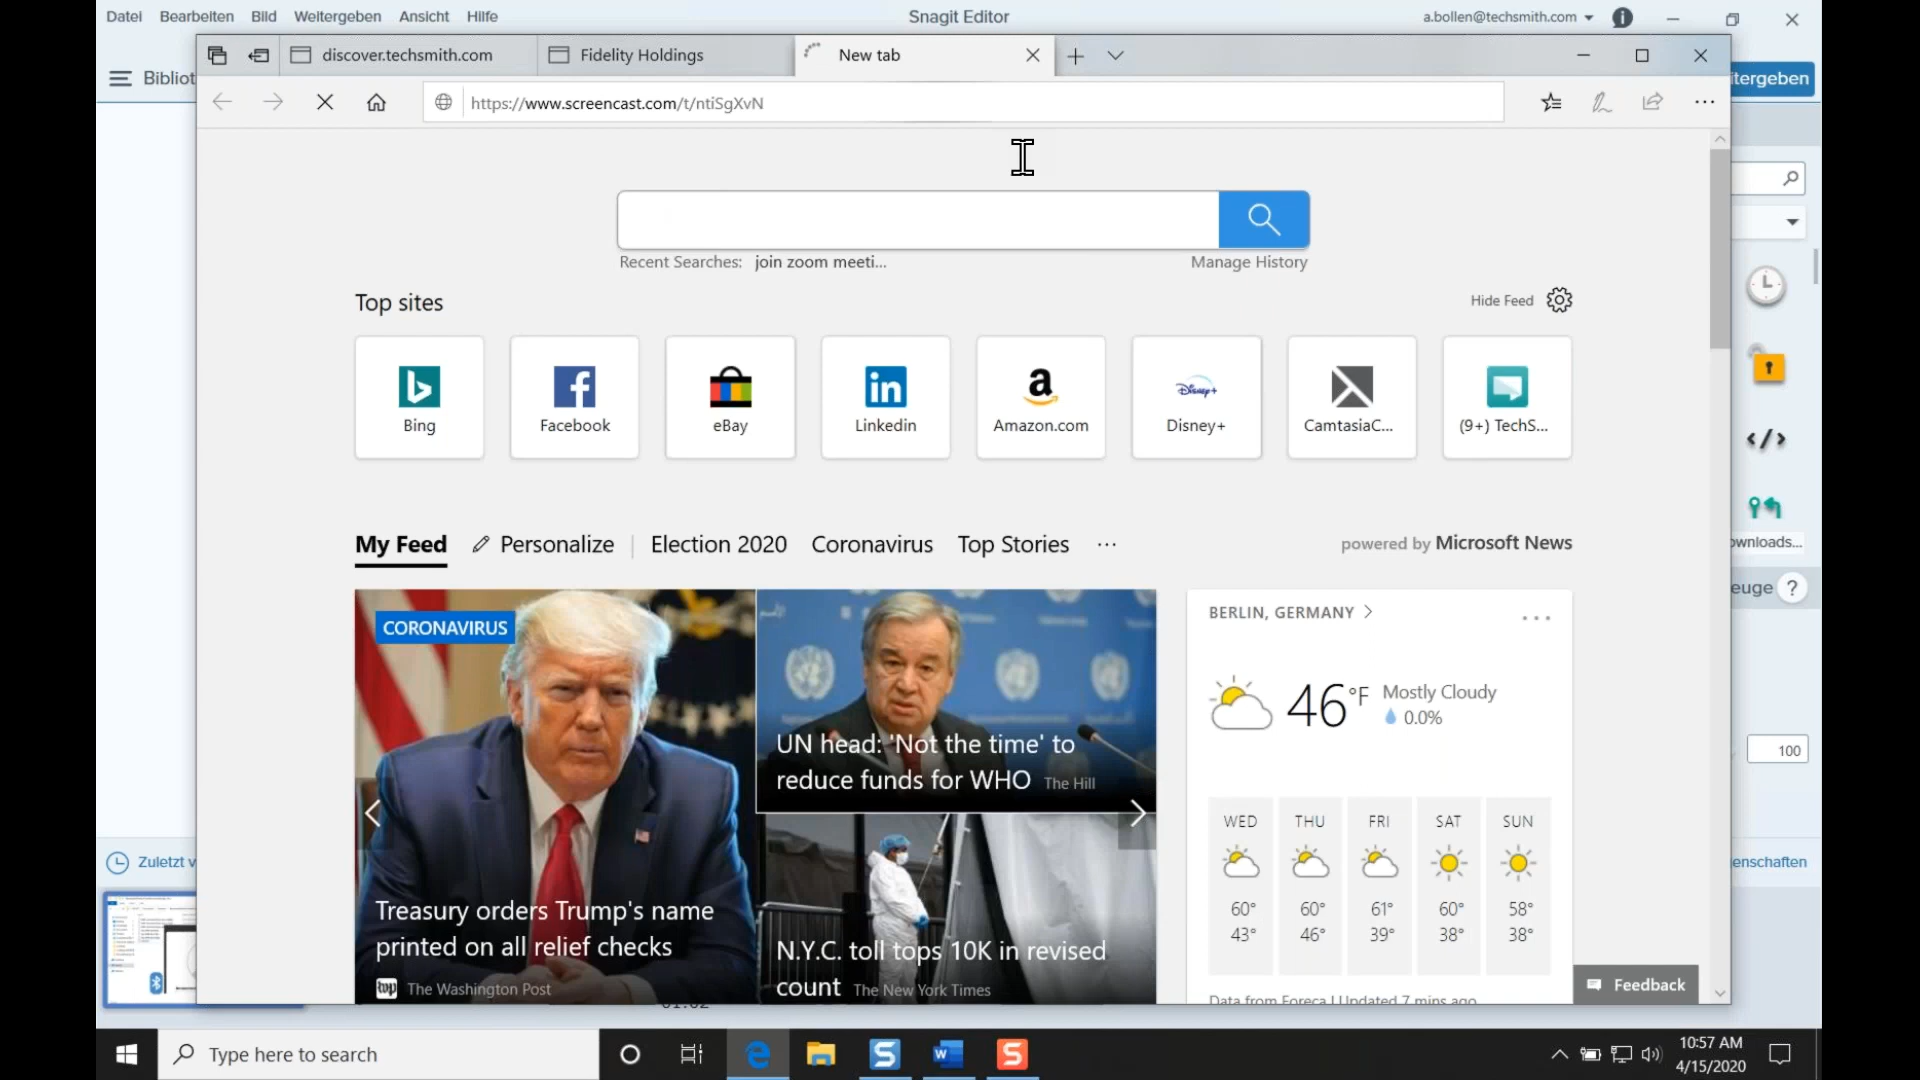 Datei Bearbeiten Bild Weitergeben Ansicht Hilfe
Snagit Editor
a.bollen@techsmith.com
discover.techsmith.com
Fidelity Holdings
New tab
Bibliot
itergeben
https://www.screencast.com/t/ntiSgXvN
Recent Searches: join zoom meeti...
Manage History
Top sites
Hide Feed
Bing
Facebook
eBay
Linkedin
Amazon.com
Disney+
CamtasiaC...
(9+) TechS...
My Feed
Personalize
Election 2020
Coronavirus
Top Stories
powered by Microsoft News
ownloads...
euge ?
CORONAVIRUS
Treasury orders Trump's name
printed on all relief checks
wp The Washington Post
UN head: 'Not the time' to
reduce funds for WHO The Hill
N.Y.C. toll tops 10K in revised
count The New York Times
BERLIN, GERMANY
46°F
Mostly Cloudy
0.0%
WED THU FRI SAT SUN
60° 60° 61° 60° 58°
43° 46° 39° 38° 38°
Data from Foreca | Updated 7 mins ago
Feedback
100
Zuletzt v
enschaften
Type here to search
10:57 AM
4/15/2020